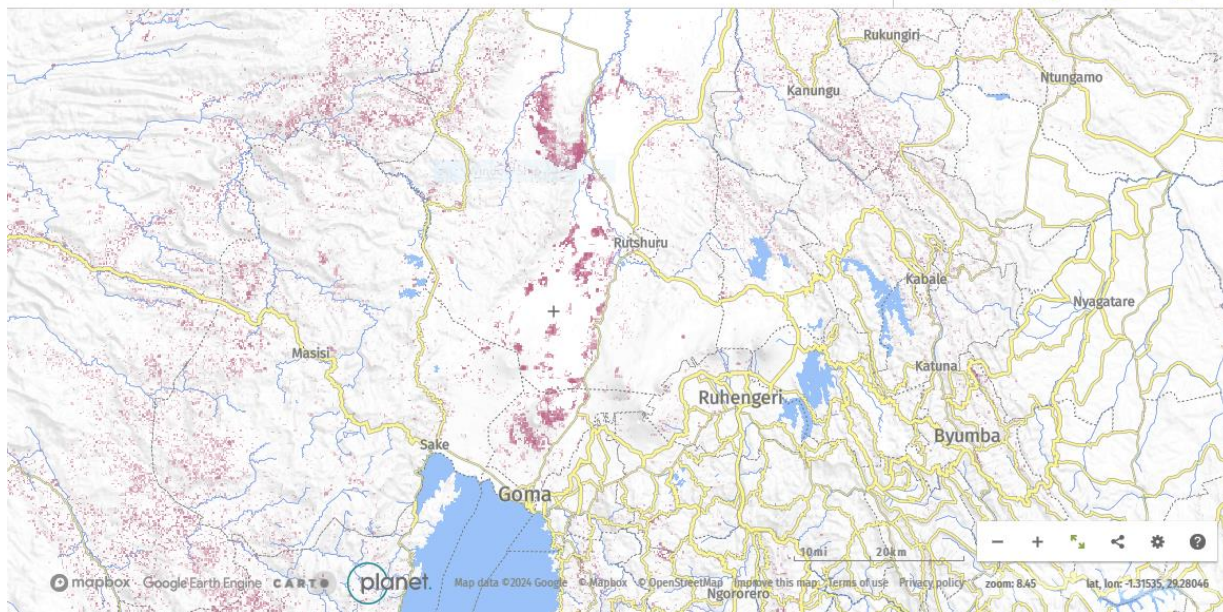 Rukungiri
Ntungamo
Kanungu
Rutshuru
Kabale
Nyagatare
Masisi
Katuna
Ruhengeri
Byumba
Sake
Goma
10mi 20km
mapbox Google Earth Engine CARTO planet. Map data ©2024 Google © Mapbox © OpenStreetMap Improve this map Terms of use Privacy policy zoom: 8.45 lat, lon: -1.31535, 29.28046
Ngororero